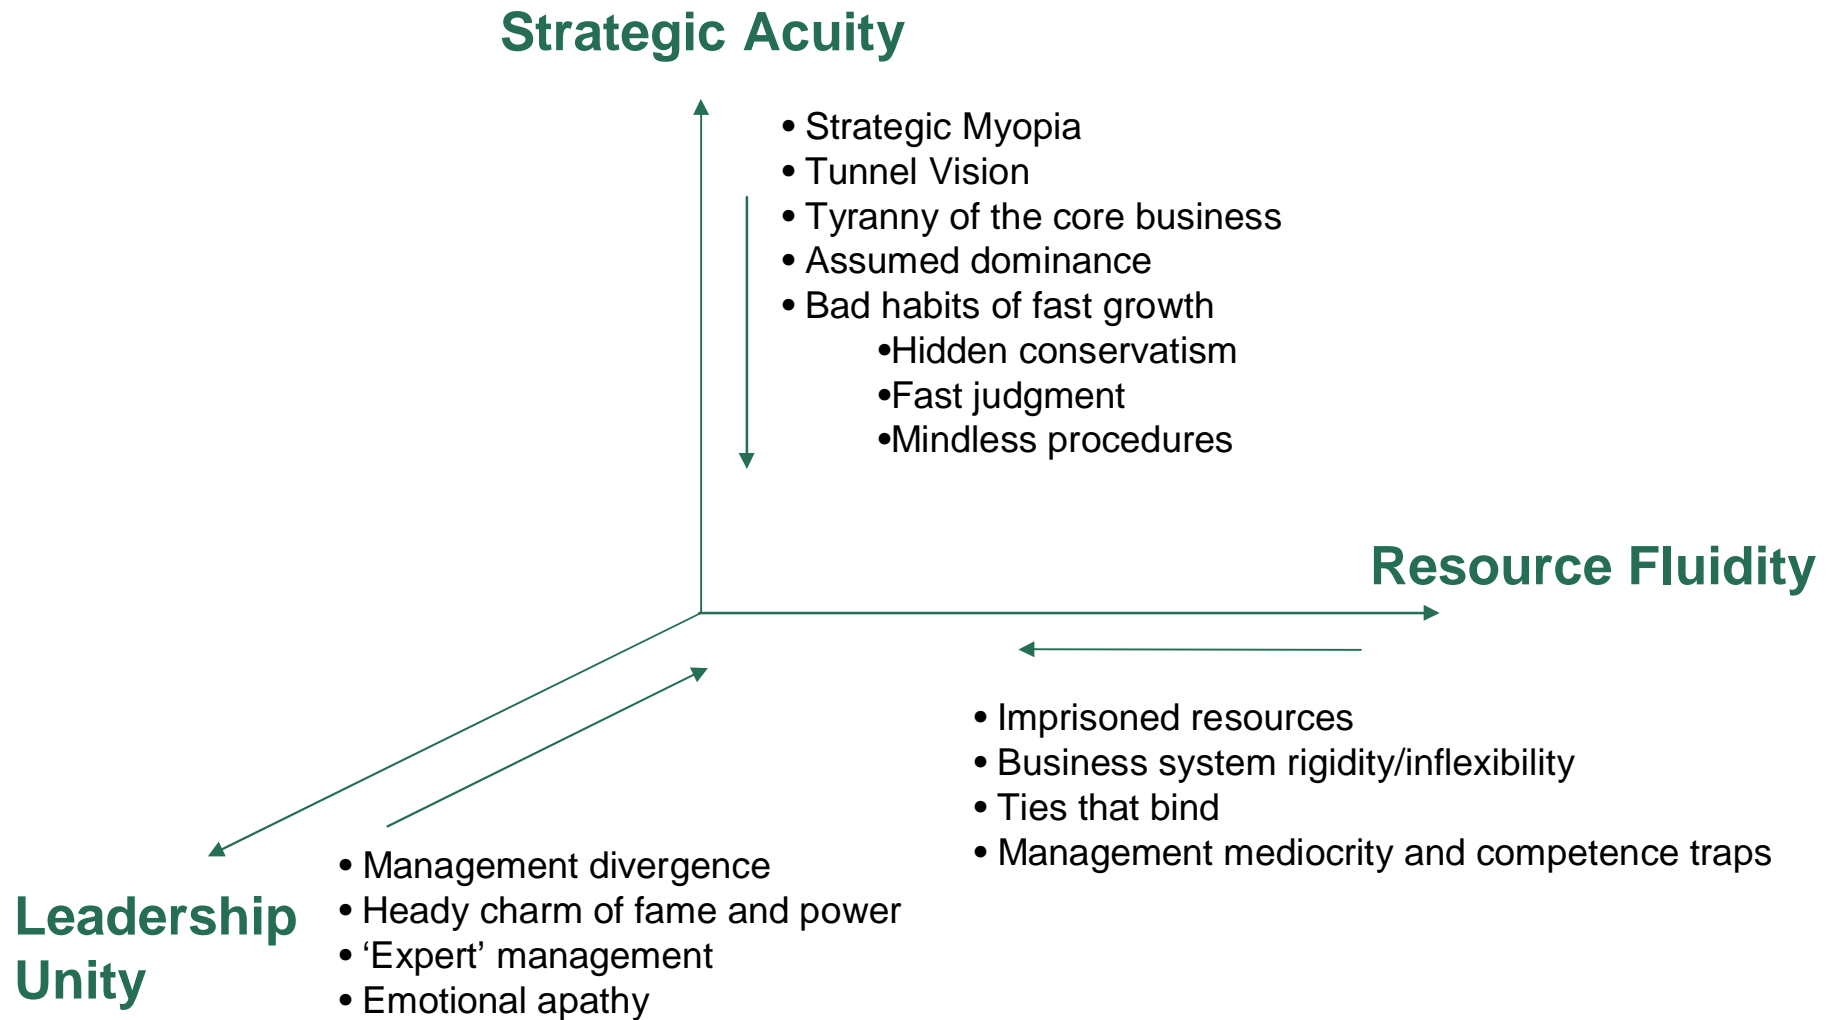 Strategic Acuity
• Strategic Myopia
• Tunnel Vision
• Tyranny of the core business
• Assumed dominance
• Bad habits of fast growth
•Hidden conservatism
•Fast judgment
•Mindless procedures
Resource Fluidity
• Imprisoned resources
• Business system rigidity/inflexibility
• Ties that bind
• Management mediocrity and competence traps
Leadership
Unity
• Management divergence
• Heady charm of fame and power
• ‘Expert’ management
• Emotional apathy